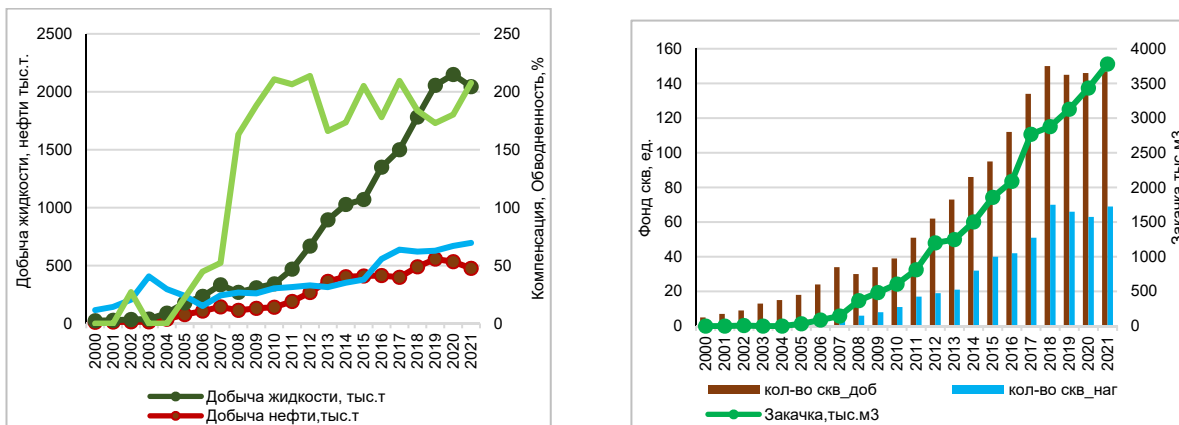 Добыча жидкости, нефти тыс.т.
2500
2000
1500
1000
500
0
250
200
150
100
50
0
Компенсация, Обводненность,%
2000 2001 2002 2003 2004 2005 2006 2007 2008 2009 2010 2011 2012 2013 2014 2015 2016 2017 2018 2019 2020 2021
Добыча жидкости, тыс.т
Добыча нефти,тыс.т
Фонд скв, ед.
160
140
120
100
80
60
40
20
0
4000
3500
3000
2500
2000
1500
1000
500
0
Закачка,тыс.м3
2000 2001 2002 2003 2004 2005 2006 2007 2008 2009 2010 2011 2012 2013 2014 2015 2016 2017 2018 2019 2020 2021
кол-во скв_доб
кол-во скв_наг
Закачка,тыс.м3